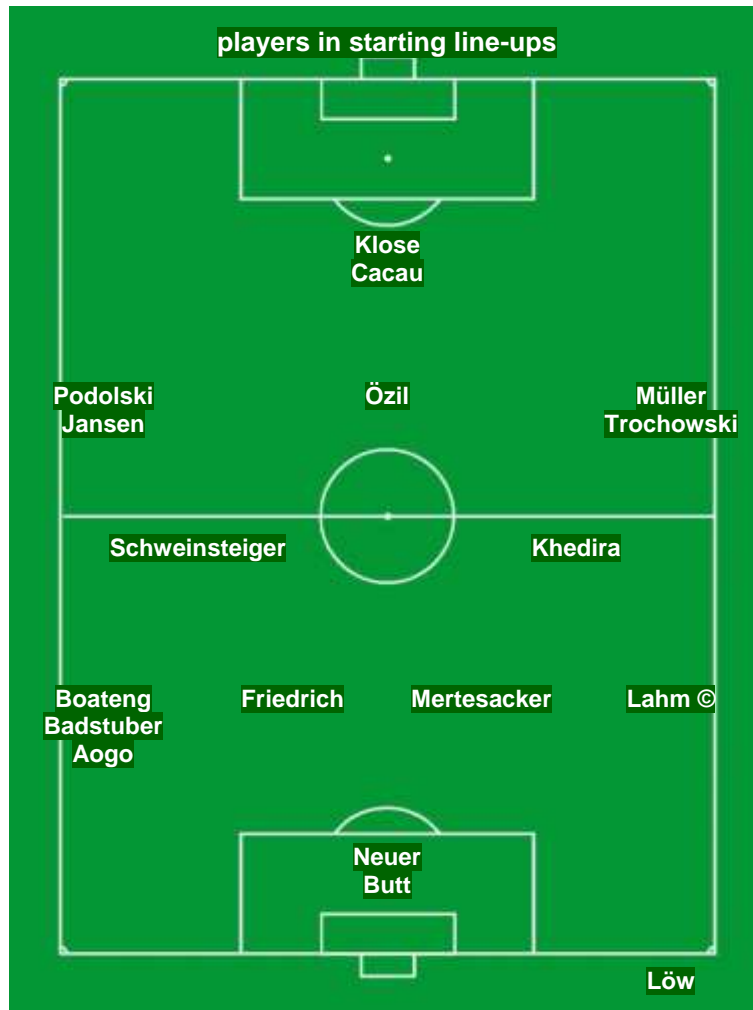 players in starting line-ups
Klose
Cacau
Podolski
Jansen
Özil
Müller
Trochowski
Schweinsteiger
Khedira
Boateng
Badstuber
Aogo
Friedrich
Mertesacker
Lahm ©
Neuer
Butt
Löw